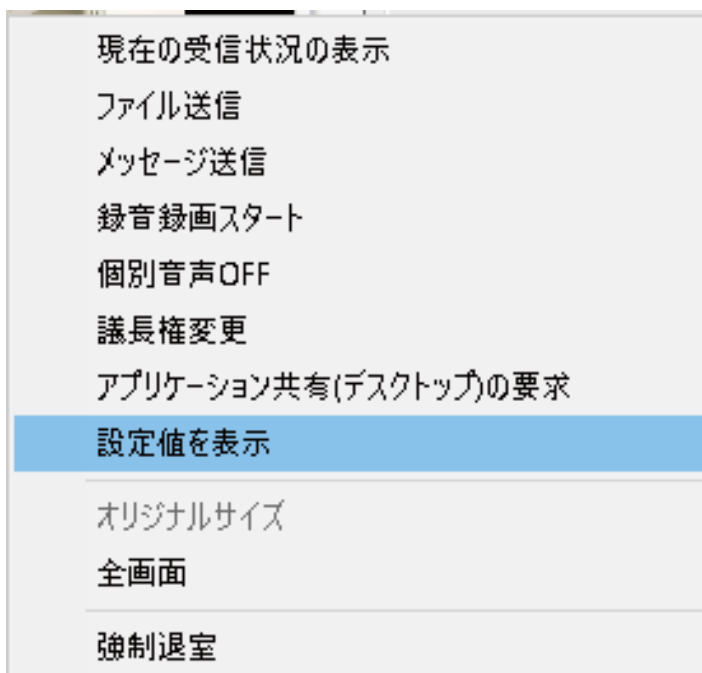 現在の受信状況の表示
ファイル送信
メッセージ送信
録音録画スタート
個別音声OFF
議長権変更
アプリケーション共有(デスクトップ)の要求
設定値を表示
オリジナルサイズ
全画面
強制退室